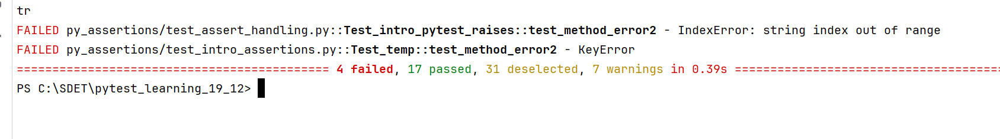 tr
FAILED py_assertions/test_assert_handling.py::Test_intro_pytest_raises::test_method_error2 - IndexError: string index out of range
FAILED py_assertions/test_intro_assertions.py::Test_temp::test_method_error2 - KeyError
============================================ 4 failed, 17 passed, 31 deselected, 7 warnings in 0.39s ======================================
PS C:\SDET\pytest_learning_19_12>